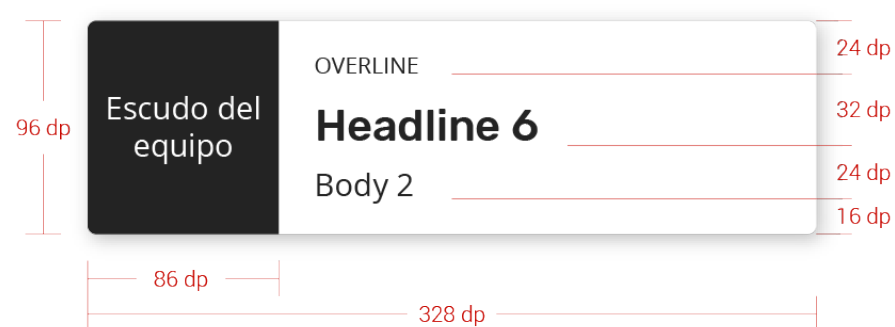 96 dp
Escudo del
equipo
OVERLINE
Headline 6
Body 2
24 dp
32 dp
24 dp
16 dp
86 dp
328 dp